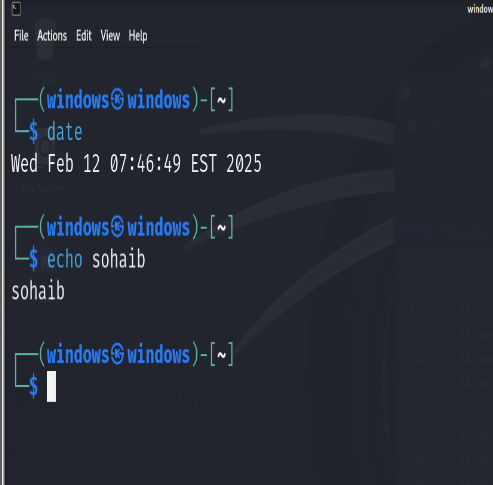 window
File Actions Edit View Help
┌──(windows㉿windows)-[~]
└─$ date
Wed Feb 12 07:46:49 EST 2025
┌──(windows㉿windows)-[~]
└─$ echo sohaib
sohaib
┌──(windows㉿windows)-[~]
└─$